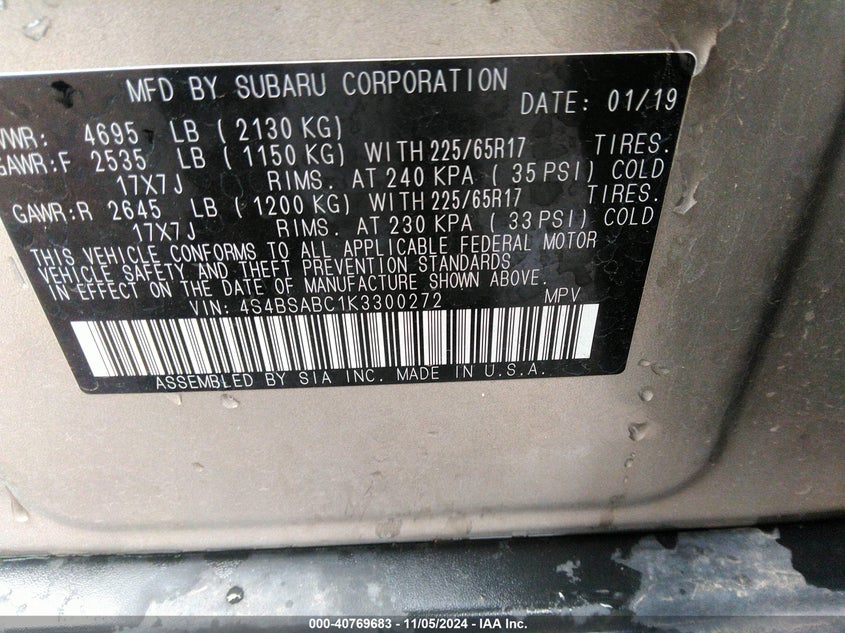 MFD BY SUBARU CORPORATION
DATE: 01/19
VWR: 4695 LB ( 2130 KG)
GAWR:F 2535 LB ( 1150 KG) WITH 225/65R17 TIRES.
17X7J RIMS. AT 240 KPA ( 35 PSI) COLD
GAWR:R 2645 LB ( 1200 KG) WITH 225/65R17 TIRES.
17X7J RIMS. AT 230 KPA ( 33 PSI) COLD
THIS VEHICLE CONFORMS TO ALL APPLICABLE FEDERAL MOTOR
VEHICLE SAFETY AND THEFT PREVENTION STANDARDS
IN EFFECT ON THE DATE OF MANUFACTURE SHOWN ABOVE.
VIN: 4S4BSABC1K3300272 MPV
ASSEMBLED BY SIA INC. MADE IN U.S.A.
000-40769683 - 11/05/2024 - IAA Inc.